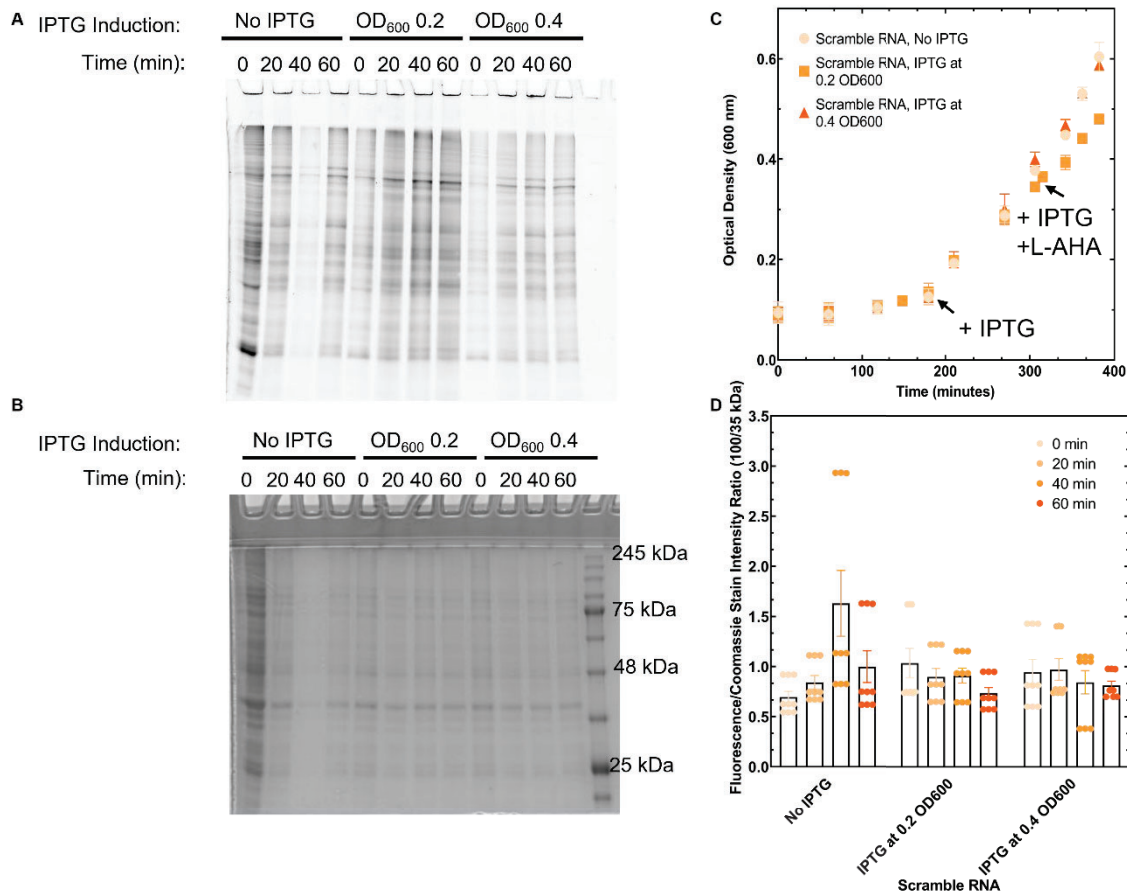 A
IPTG Induction:
No IPTG
OD600 0.2
OD600 0.4
Time (min):
0 20 40 60 0 20 40 60 0 20 40 60
B
IPTG Induction:
No IPTG
OD600 0.2
OD600 0.4
Time (min):
0 20 40 60 0 20 40 60 0 20 40 60
245 kDa
75 kDa
48 kDa
25 kDa
C
Optical Density (600 nm)
0.6
0.4
0.2
0.0
Scramble RNA, No IPTG
Scramble RNA, IPTG at
0.2 OD600
Scramble RNA, IPTG at
0.4 OD600
+ IPTG
+L-AHA
+ IPTG
0 100 200 300 400
Time (minutes)
D
Fluorescence/Coomassie Stain Intensity Ratio (100/35 kDa)
3.5
3.0
2.5
2.0
1.5
1.0
0.5
0.0
0 min
20 min
40 min
60 min
No IPTG
IPTG at 0.2 OD600
IPTG at 0.4 OD600
Scramble RNA